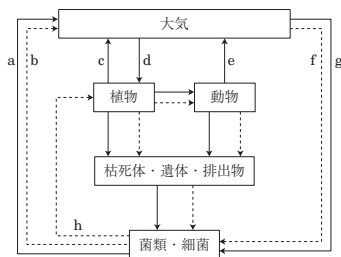 大気
a b c d e f g
植物 動物
枯死体・遺体・排出物
h
菌類・細菌